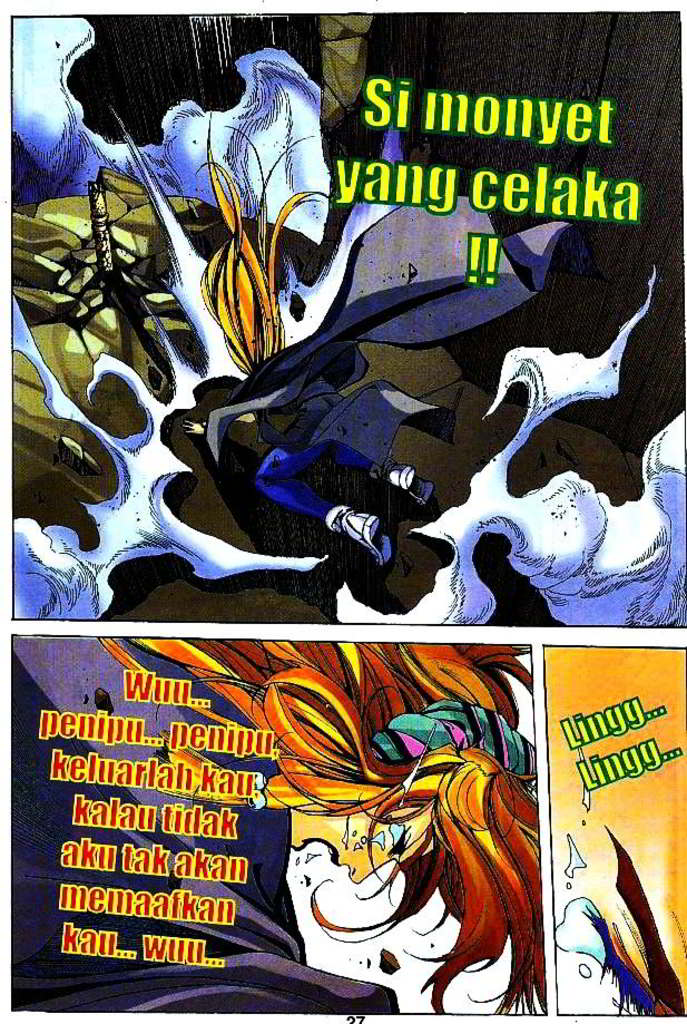 Si monyet
yang celaka
!!
Wuu...
penipu... penipu,
keluarlah kau
kalau tidak
aku tak akan
memaafkan
kau... wuu...
Lingg...
Lingg...
27